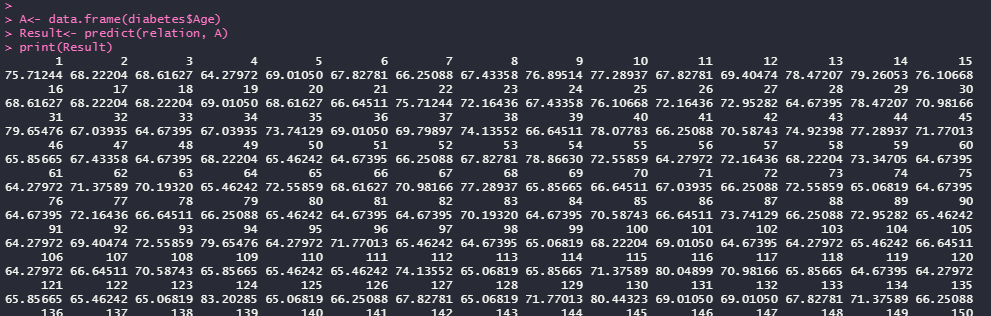 >
> A<- data.frame(diabetes$Age)
> Result<- predict(relation, A)
> print(Result)
1 2 3 4 5 6 7 8 9 10 11 12 13 14 15
75.71244 68.22204 68.61627 64.27972 69.01050 67.82781 66.25088 67.43358 76.89514 77.28937 67.82781 69.40474 78.47207 79.26053 76.10668
16 17 18 19 20 21 22 23 24 25 26 27 28 29 30
68.61627 68.22204 68.22204 69.01050 68.61627 66.64511 75.71244 72.16436 67.43358 76.10668 72.16436 72.95282 64.67395 78.47207 70.98166
31 32 33 34 35 36 37 38 39 40 41 42 43 44 45
79.65476 67.03935 64.67395 67.03935 73.74129 69.01050 69.79897 74.13552 66.64511 78.07783 66.25088 70.58743 74.92398 77.28937 71.77013
46 47 48 49 50 51 52 53 54 55 56 57 58 59 60
65.85665 67.43358 64.67395 68.22204 65.46242 64.67395 66.25088 67.82781 78.86630 72.55859 64.27972 72.16436 68.22204 73.34705 64.67395
61 62 63 64 65 66 67 68 69 70 71 72 73 74 75
64.27972 71.37589 70.19320 65.46242 72.55859 68.61627 70.98166 77.28937 65.85665 66.64511 67.03935 66.25088 72.55859 65.06819 64.67395
76 77 78 79 80 81 82 83 84 85 86 87 88 89 90
64.67395 72.16436 66.64511 66.25088 65.46242 64.67395 64.67395 70.19320 64.67395 70.58743 66.64511 73.74129 66.25088 72.95282 65.46242
91 92 93 94 95 96 97 98 99 100 101 102 103 104 105
64.27972 69.40474 72.55859 79.65476 64.27972 71.77013 65.46242 64.67395 65.06819 68.22204 69.01050 64.67395 64.27972 65.46242 66.64511
106 107 108 109 110 111 112 113 114 115 116 117 118 119 120
64.27972 66.64511 70.58743 65.85665 65.46242 65.46242 74.13552 65.06819 65.85665 71.37589 80.04899 70.98166 65.85665 64.67395 64.27972
121 122 123 124 125 126 127 128 129 130 131 132 133 134 135
65.85665 65.46242 65.06819 83.20285 65.06819 66.25088 67.82781 65.06819 71.77013 80.44323 69.01050 69.01050 67.82781 71.37589 66.25088
136 137 138 139 140 141 142 143 144 145 146 147 148 149 150